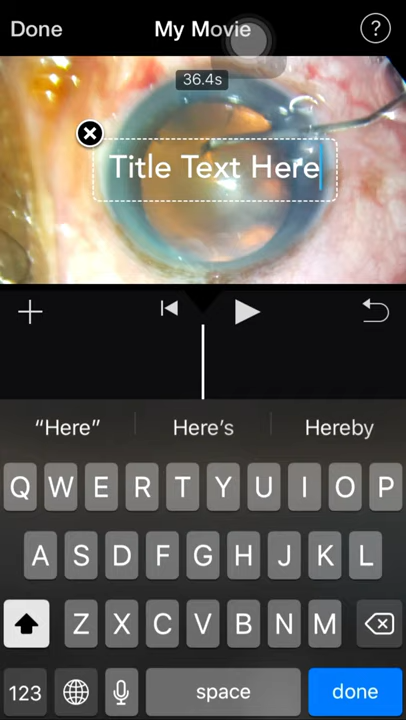 Done My Movie ?
36.4s
Title Text Here
“Here” Here's Hereby
Q W E R T Y U I O P
A S D F G H J K L
Z X C V B N M
123 space done